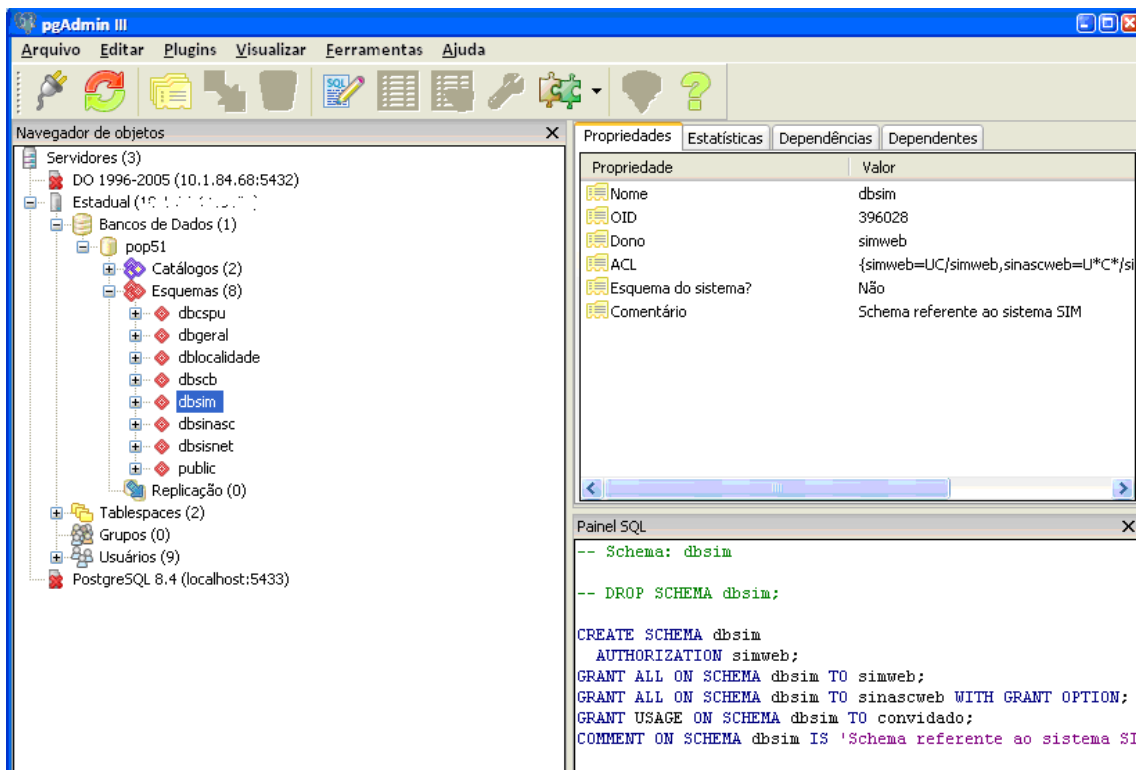 pgAdmin III
Arquivo Editar Plugins Visualizar Ferramentas Ajuda
SQL
Navegador de objetos
Servidores (3)
DO 1996-2005 (10.1.84.68:5432)
Estadual
Bancos de Dados (1)
pop51
Catálogos (2)
Esquemas (8)
dbcspu
dbgeral
dblocalidade
dbscb
dbsim
dbsinasc
dbsisnet
public
Replicação (0)
Tablespaces (2)
Grupos (0)
Usuários (9)
PostgreSQL 8.4 (localhost:5433)
Propriedades Estatísticas Dependências Dependentes
Propriedade Valor
Nome dbsim
OID 396028
Dono simweb
ACL {simweb=UC/simweb,sinascweb=U*C*/si
Esquema do sistema? Não
Comentário Schema referente ao sistema SIM
Painel SQL
-- Schema: dbsim
-- DROP SCHEMA dbsim;
CREATE SCHEMA dbsim
AUTHORIZATION simweb;
GRANT ALL ON SCHEMA dbsim TO simweb;
GRANT ALL ON SCHEMA dbsim TO sinascweb WITH GRANT OPTION;
GRANT USAGE ON SCHEMA dbsim TO convidado;
COMMENT ON SCHEMA dbsim IS 'Schema referente ao sistema SI